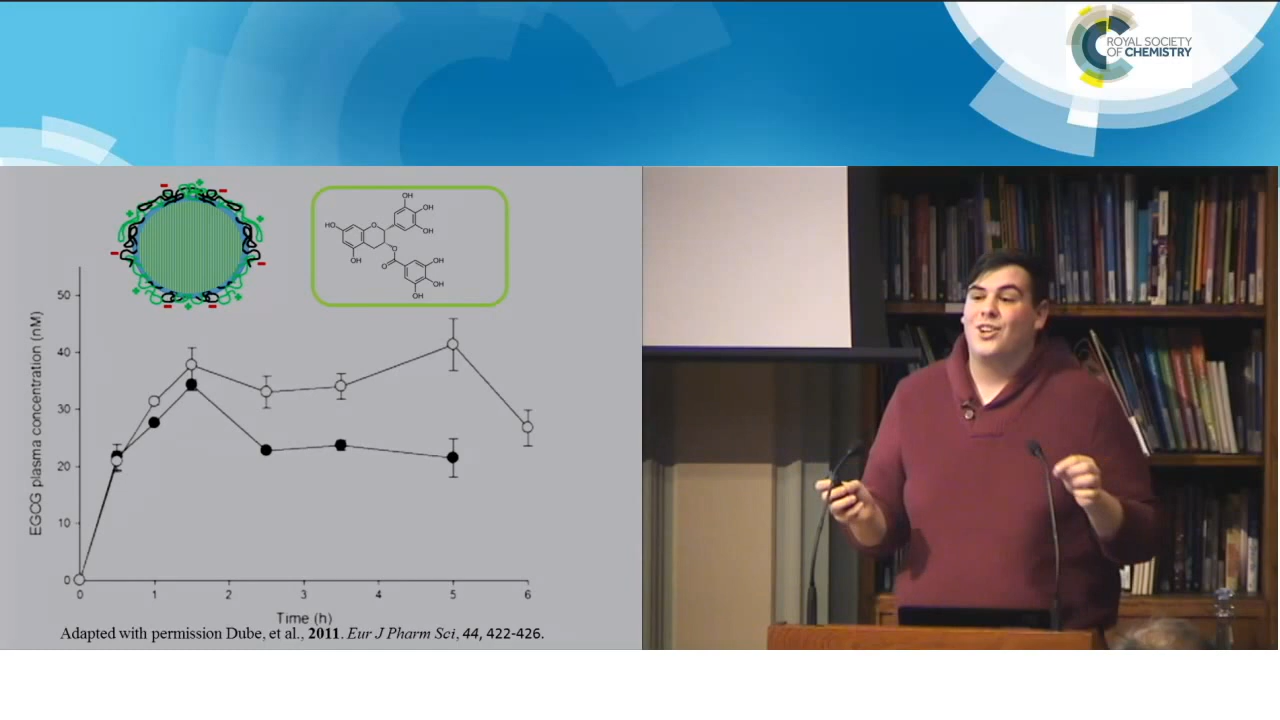 ROYAL SOCIETY
OF CHEMISTRY
OH
OH
HO
O
OH
O
OH
O
OH
OH
OH
EGCG plasma concentration (nM)
50
40
30
20
10
0
0 1 2 3 4 5 6
Time (h)
Adapted with permission Dube, et al., 2011. Eur J Pharm Sci, 44, 422-426.